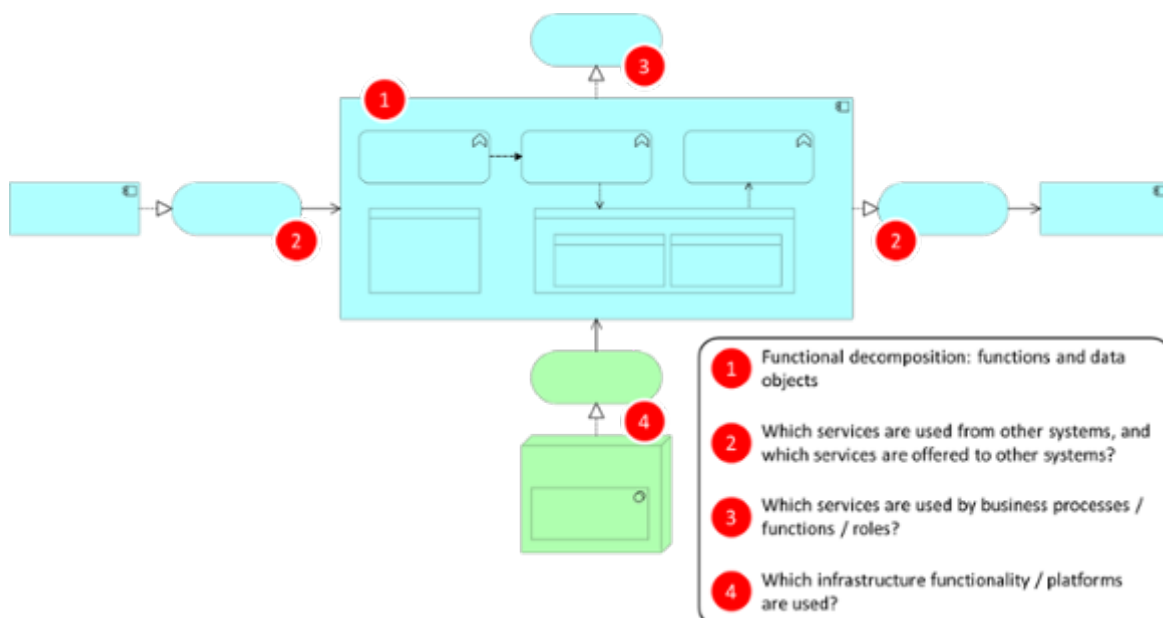 3
1
2
2
4
1 Functional decomposition: functions and data
objects
2 Which services are used from other systems, and
which services are offered to other systems?
3 Which services are used by business processes /
functions / roles?
4 Which infrastructure functionality / platforms
are used?